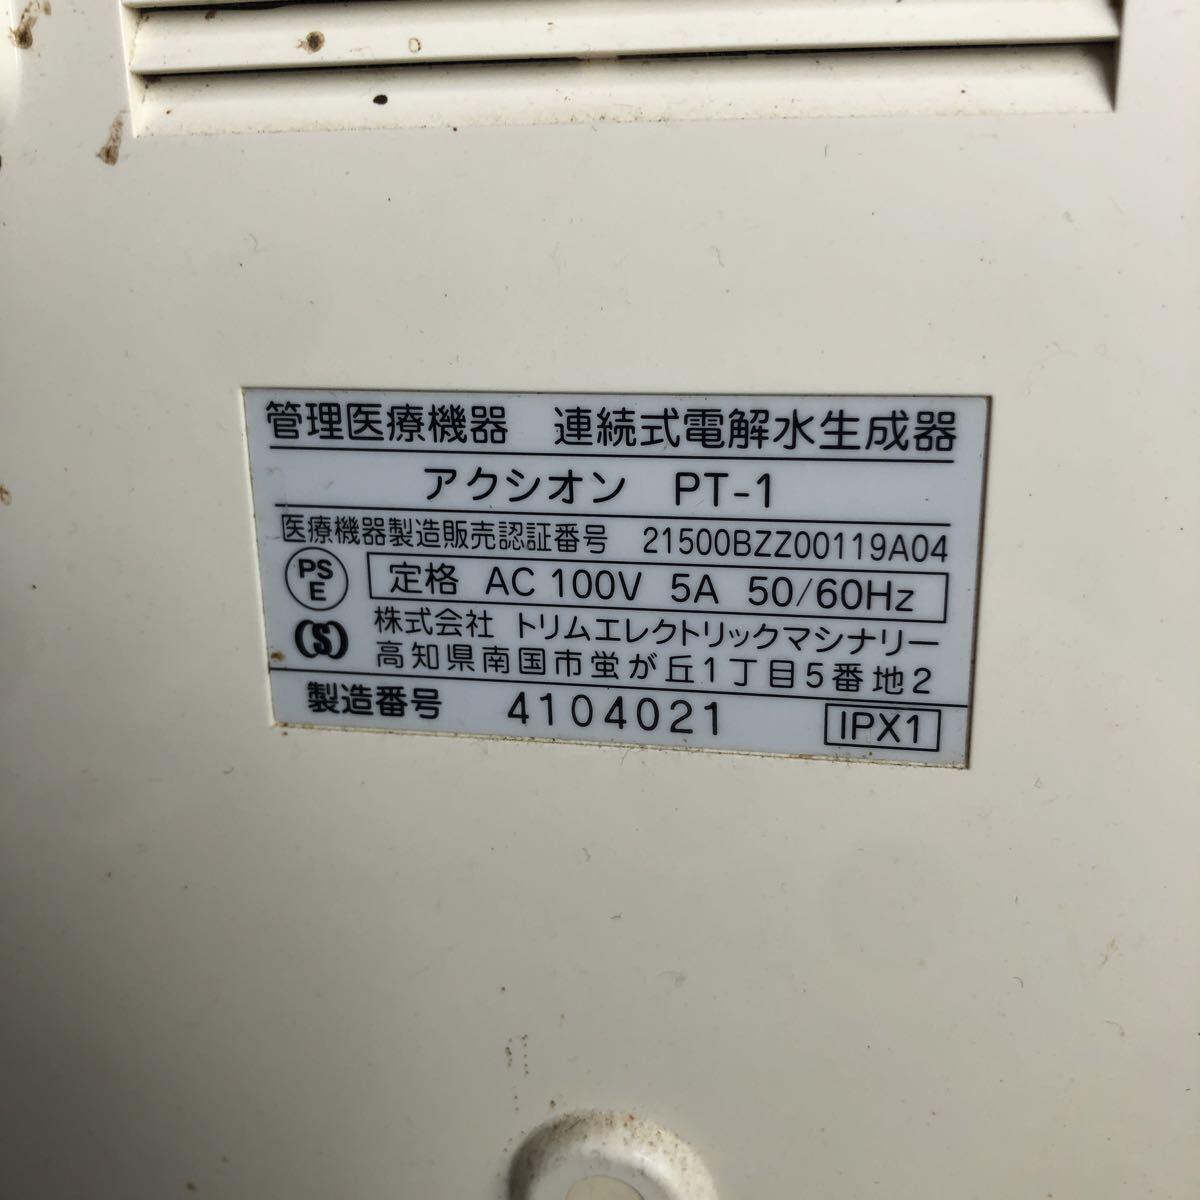 管理医療機器 連続式電解水生成器
アクシオン PT-1
医療機器製造販売認証番号 21500BZZ00119A04
PS
E
定格 AC 100V 5A 50/60Hz
株式会社 トリムエレクトリックマシナリー
高知県南国市蛍が丘1丁目5番地2
製造番号 4104021 IPX1